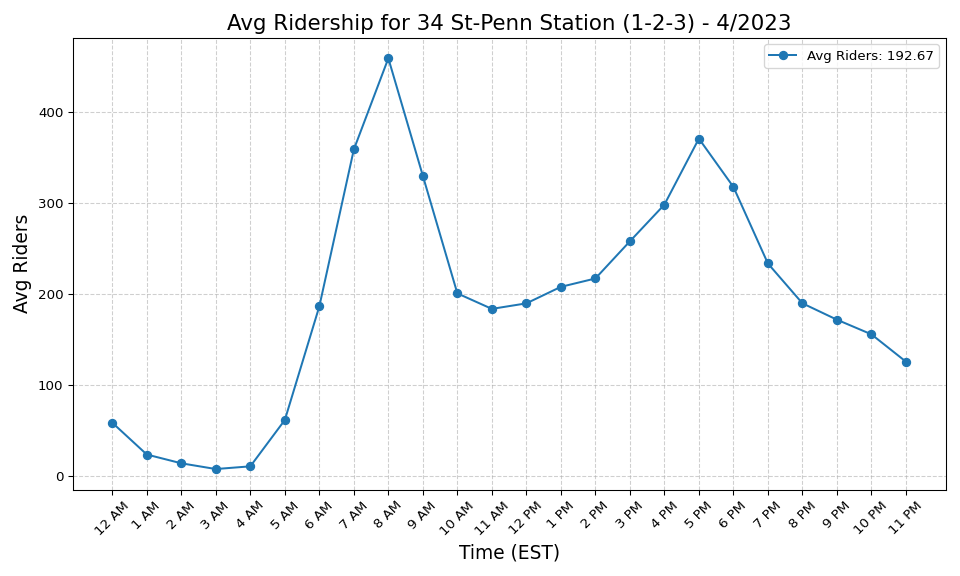 Avg Ridership for 34 St-Penn Station (1-2-3) - 4/2023
Avg Riders: 192.67
Avg Riders
400
300
200
100
0
12 AM
1 AM
2 AM
3 AM
4 AM
5 AM
6 AM
7 AM
8 AM
9 AM
10 AM
11 AM
12 PM
1 PM
2 PM
3 PM
4 PM
5 PM
6 PM
7 PM
8 PM
9 PM
10 PM
11 PM
Time (EST)